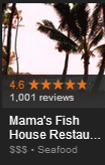 4.6 ★★★★★
1,001 reviews
Mama's Fish
House Restau...
$$$ · Seafood